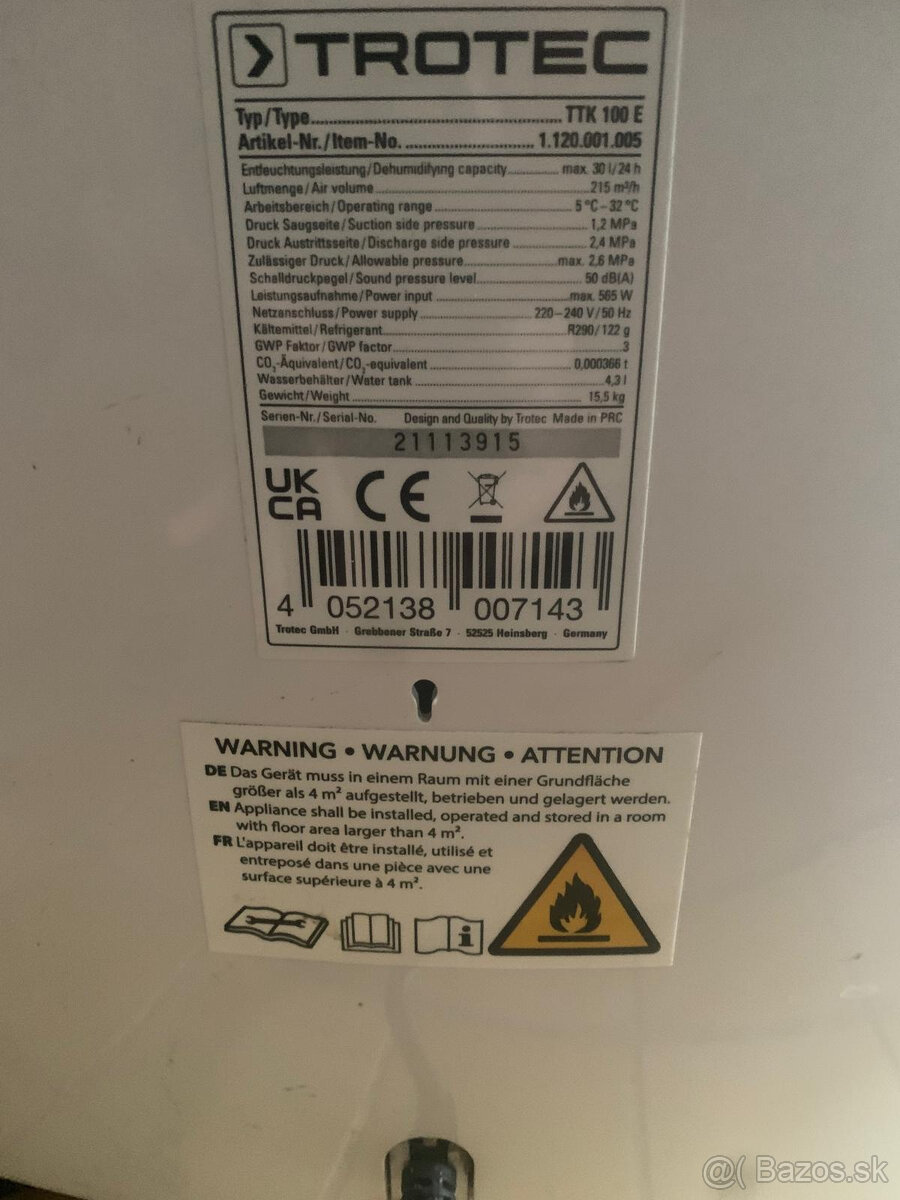 TROTEC
Typ/Type........................................ TTK 100 E
Artikel-Nr./Item-No. ........................ 1.120.001.005
Entfeuchtungsleistung/Dehumidifying capacity............ max. 30 l/24 h
Luftmenge/Air volume........................................ 215 m³/h
Arbeitsbereich/Operating range ........................ 5 °C–32 °C
Druck Saugseite/Suction side pressure........................ 1,2 MPa
Druck Austrittsseite/Discharge side pressure ................ 2,4 MPa
Zulässiger Druck/Allowable pressure.................... max. 2,6 MPa
Schalldruckpegel/Sound pressure level........................ 50 dB(A)
Leistungsaufnahme/Power input ........................ max. 565 W
Netzanschluss/Power supply ........................ 220–240 V/50 Hz
Kältemittel/Refrigerant........................................ R290/122 g
GWP Faktor/GWP factor........................................ 3
CO₂-Äquivalent/CO₂-equivalent ........................ 0,000366 t
Wasserbehälter/Water tank ........................................ 4,3 l
Gewicht/Weight ........................................ 15,5 kg
Serien-Nr./Serial-No. Design and Quality by Trotec Made in PRC
21113915
UK
CA CE
4 052138 007143
Trotec GmbH · Grebbener Straße 7 · 52525 Heinsberg · Germany
WARNING • WARNUNG • ATTENTION
DE Das Gerät muss in einem Raum mit einer Grundfläche
größer als 4 m² aufgestellt, betrieben und gelagert werden.
EN Appliance shall be installed, operated and stored in a room
with floor area larger than 4 m².
FR L'appareil doit être installé, utilisé et
entreposé dans une pièce avec une
surface supérieure à 4 m².
@( Bazos.sk